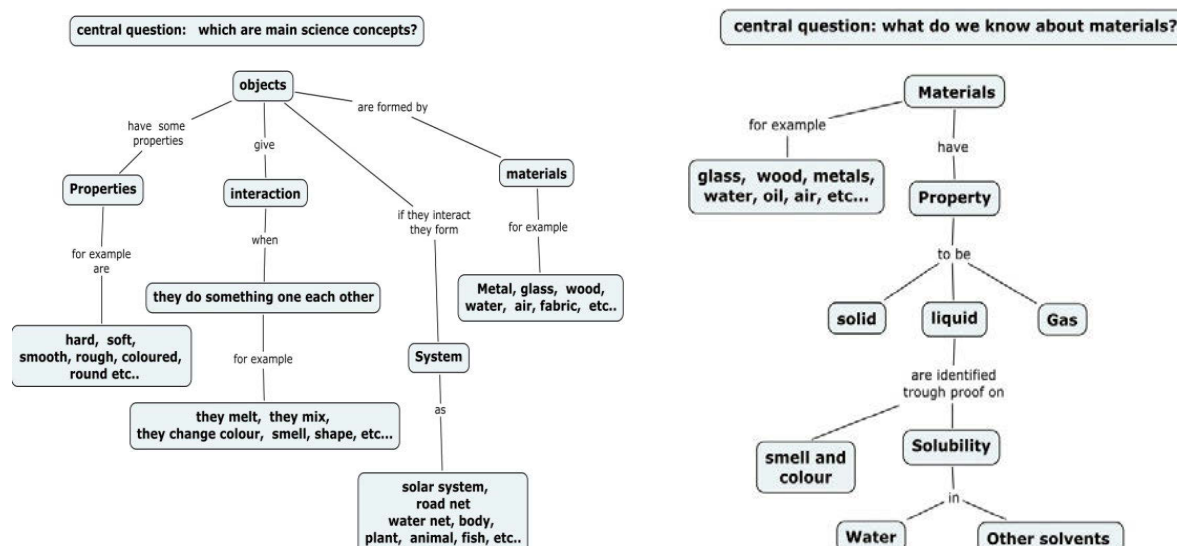 central question: which are main science concepts?
objects
are formed by
have some
properties
give
Properties
interaction
materials
if they interact
they form
for example
when
for example
are
they do something one each other
Metal, glass, wood,
water, air, fabric, etc..
hard, soft,
smooth, rough, coloured,
round etc..
for example
System
they melt, they mix,
they change colour, smell, shape, etc...
as
solar system,
road net
water net, body,
plant, animal, fish, etc..
central question: what do we know about materials?
Materials
for example
have
glass, wood, metals,
water, oil, air, etc...
Property
to be
solid
liquid
Gas
are identified
trough proof on
smell and
colour
Solubility
in
Water
Other solvents